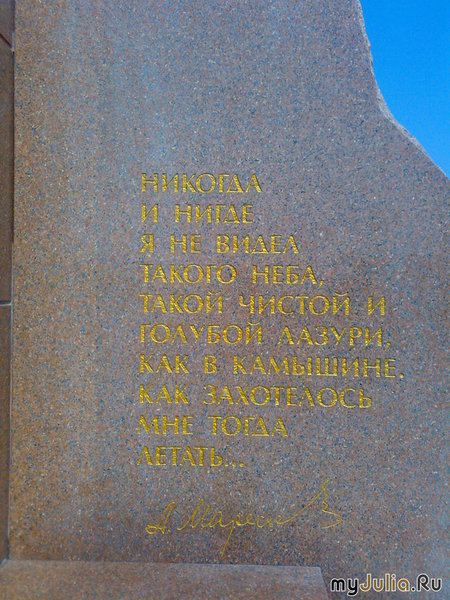 НИКОГДА
И НИГДЕ
Я НЕ ВИДЕЛ
ТАКОГО НЕБА,
ТАКОЙ ЧИСТОЙ И
ГОЛУБОЙ ЛАЗУРИ,
КАК В КАМЫШИНЕ.
КАК ЗАХОТЕЛОСЬ
МНЕ ТОГДА
ЛЕТАТЬ...
А. Маресьев
myJulia.Ru